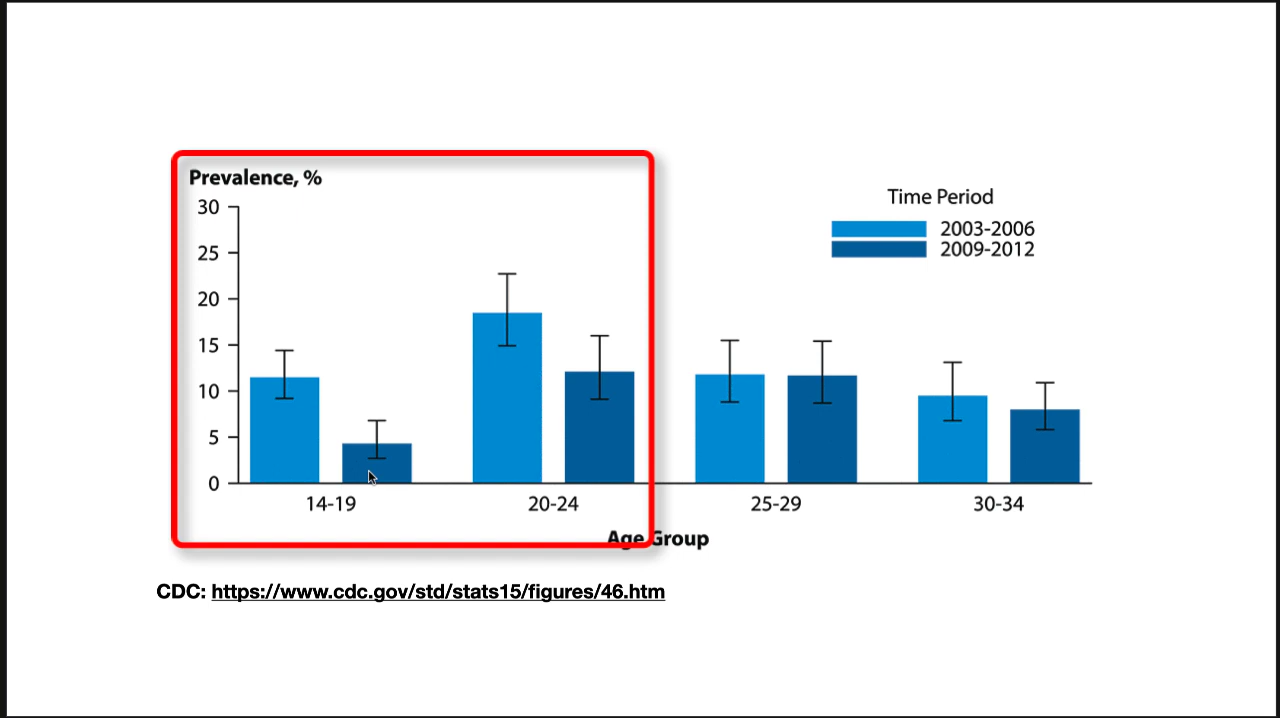 Prevalence, %
30
25
20
15
10
5
0
Time Period
2003-2006
2009-2012
14-19 20-24 25-29 30-34
Age Group
CDC: https://www.cdc.gov/std/stats15/figures/46.htm